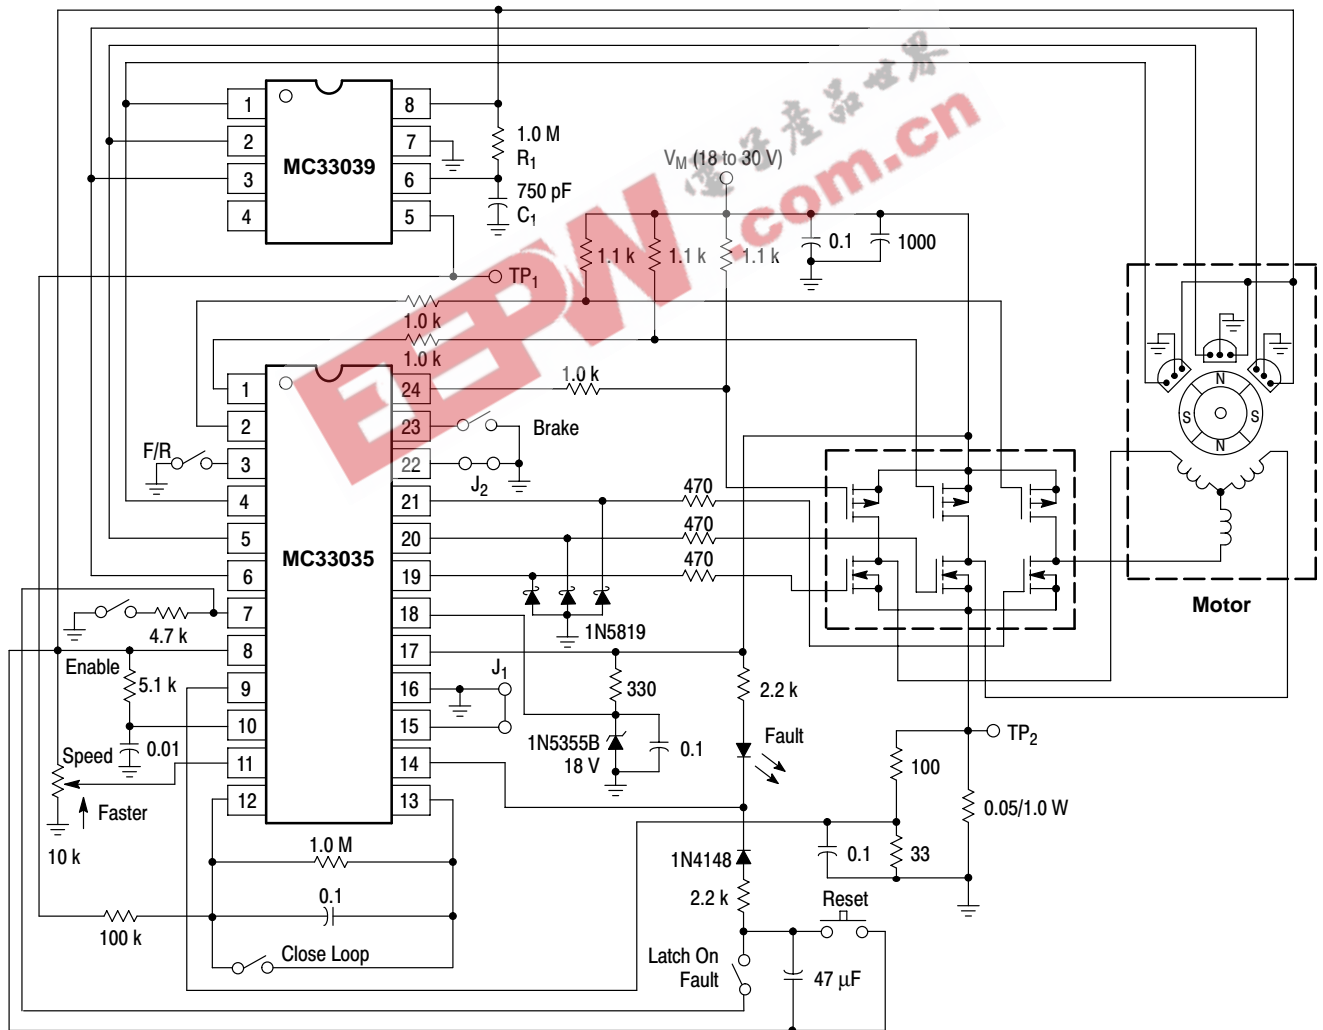 1
2
3
4
MC33039
8
7
6
5
1.0 M
R1
750 pF
C1
VM (18 to 30 V)
電子產品世界
.com.cn
EEPW
1.1 k
1.1 k
1.1 k
0.1
1000
TP1
1.0 k
1.0 k
1.0 k
F/R
1
2
3
4
5
6
7
8
9
10
11
12
MC33035
24
23
22
21
20
19
18
17
16
15
14
13
Brake
J2
470
470
470
1N5819
4.7 k
Enable
5.1 k
0.01
Speed
Faster
10 k
J1
330
1N5355B
18 V
0.1
2.2 k
Fault
TP2
100
0.05/1.0 W
0.1
33
1N4148
2.2 k
Reset
1.0 M
0.1
100 k
Close Loop
Latch On
Fault
47 µF
N
S
S
N
Motor